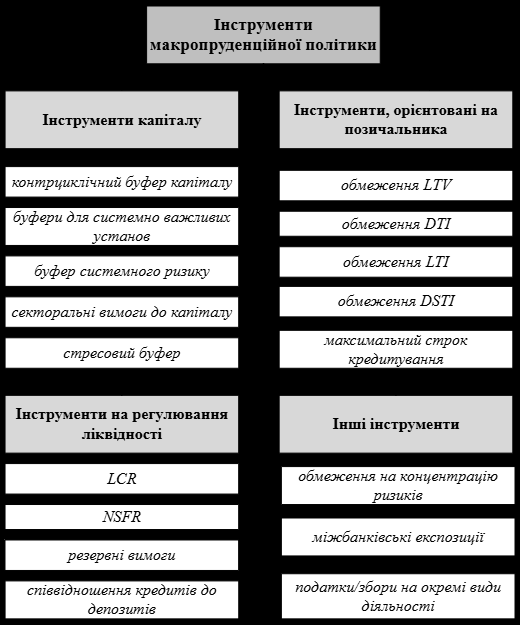 Інструменти
макропруденційної політики
Інструменти капіталу
контрциклічний буфер капіталу
буфери для системно важливих
установ
буфер системного ризику
секторальні вимоги до капіталу
стресовий буфер
Інструменти, орієнтовані на
позичальника
обмеження LTV
обмеження DTI
обмеження LTI
обмеження DSTI
максимальний строк
кредитування
Інструменти на регулювання
ліквідності
LCR
NSFR
резервні вимоги
співвідношення кредитів до
депозитів
Інші інструменти
обмеження на концентрацію
ризиків
міжбанківські експозиції
податки/збори на окремі види
діяльності